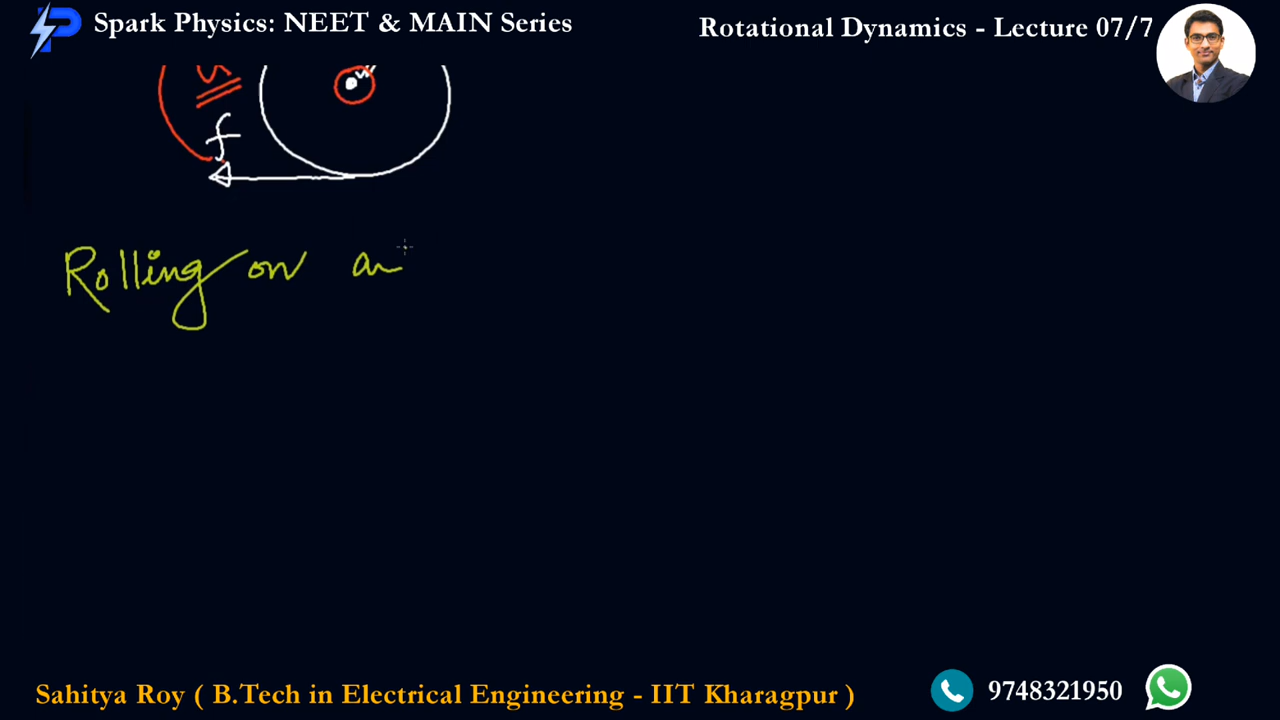 Spark Physics: NEET & MAIN Series
Rotational Dynamics - Lecture 07/7
f
Rolling on an
Sahitya Roy ( B.Tech in Electrical Engineering - IIT Kharagpur )
9748321950